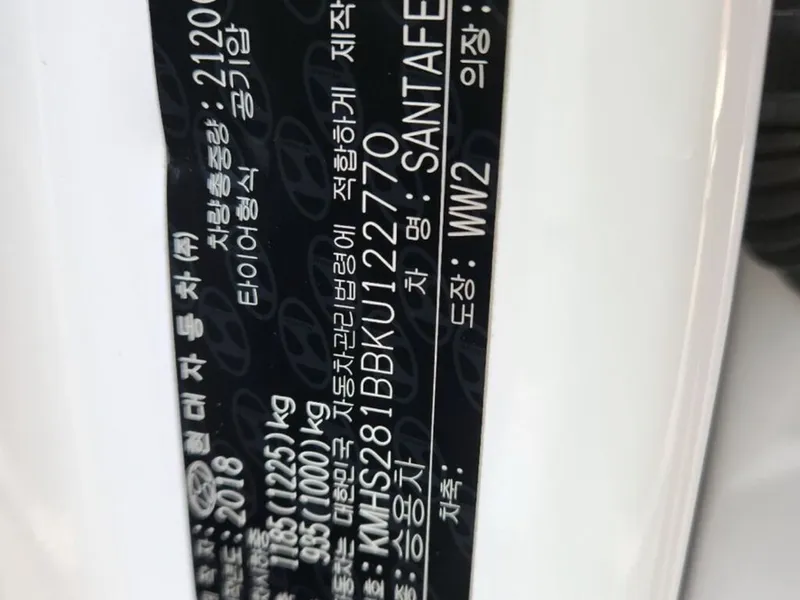 현대자동차(주)
2018
차량총중량: 2120
타이어형식 공기압
1185(1225)kg
935(1000)kg
대한민국 자동차관리법령에 적합하게 제작
KMHS281BBKU122770
승용차 차 명: SANTAFE
차축: 도장: WW2 의장: